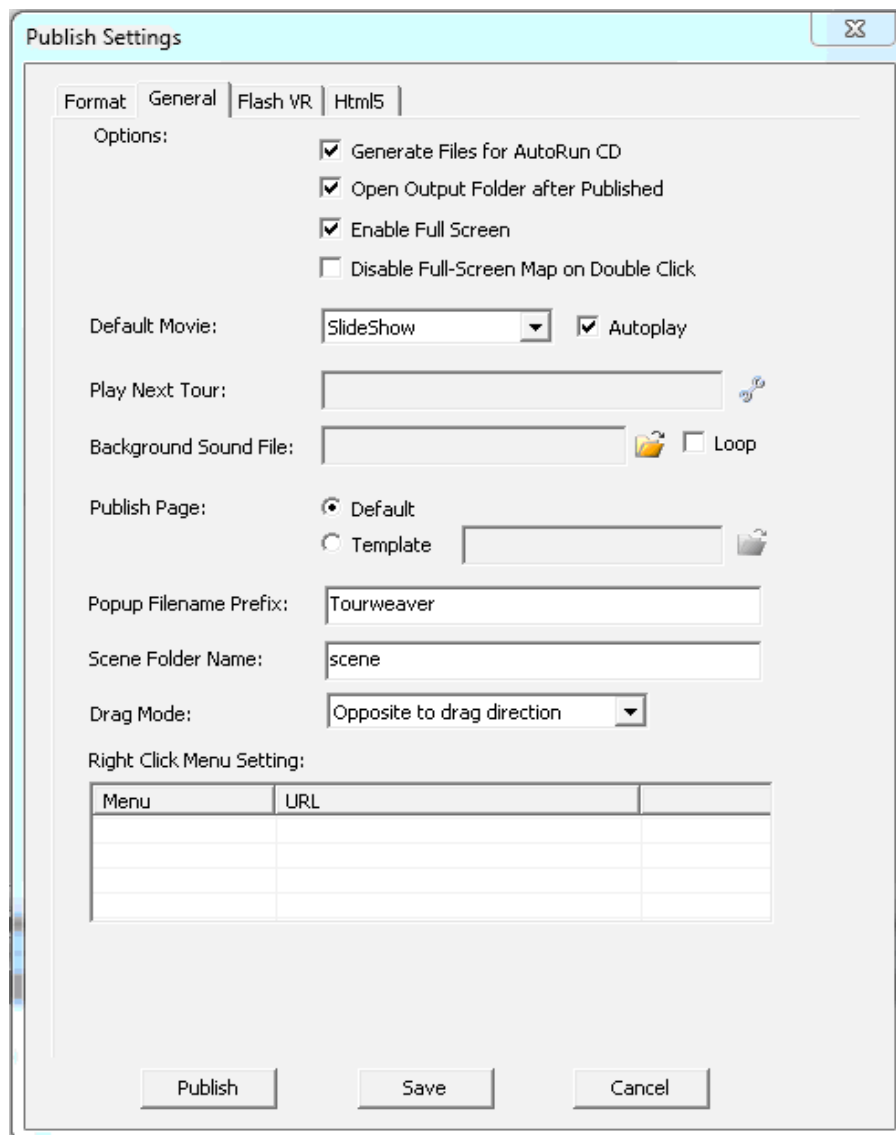 Publish Settings
Format General Flash VR Html5
Options:
Generate Files for AutoRun CD
Open Output Folder after Published
Enable Full Screen
Disable Full-Screen Map on Double Click
Default Movie: SlideShow Autoplay
Play Next Tour:
Background Sound File: Loop
Publish Page: Default
Template
Popup Filename Prefix: Tourweaver
Scene Folder Name: scene
Drag Mode: Opposite to drag direction
Right Click Menu Setting:
Menu URL
Publish Save Cancel